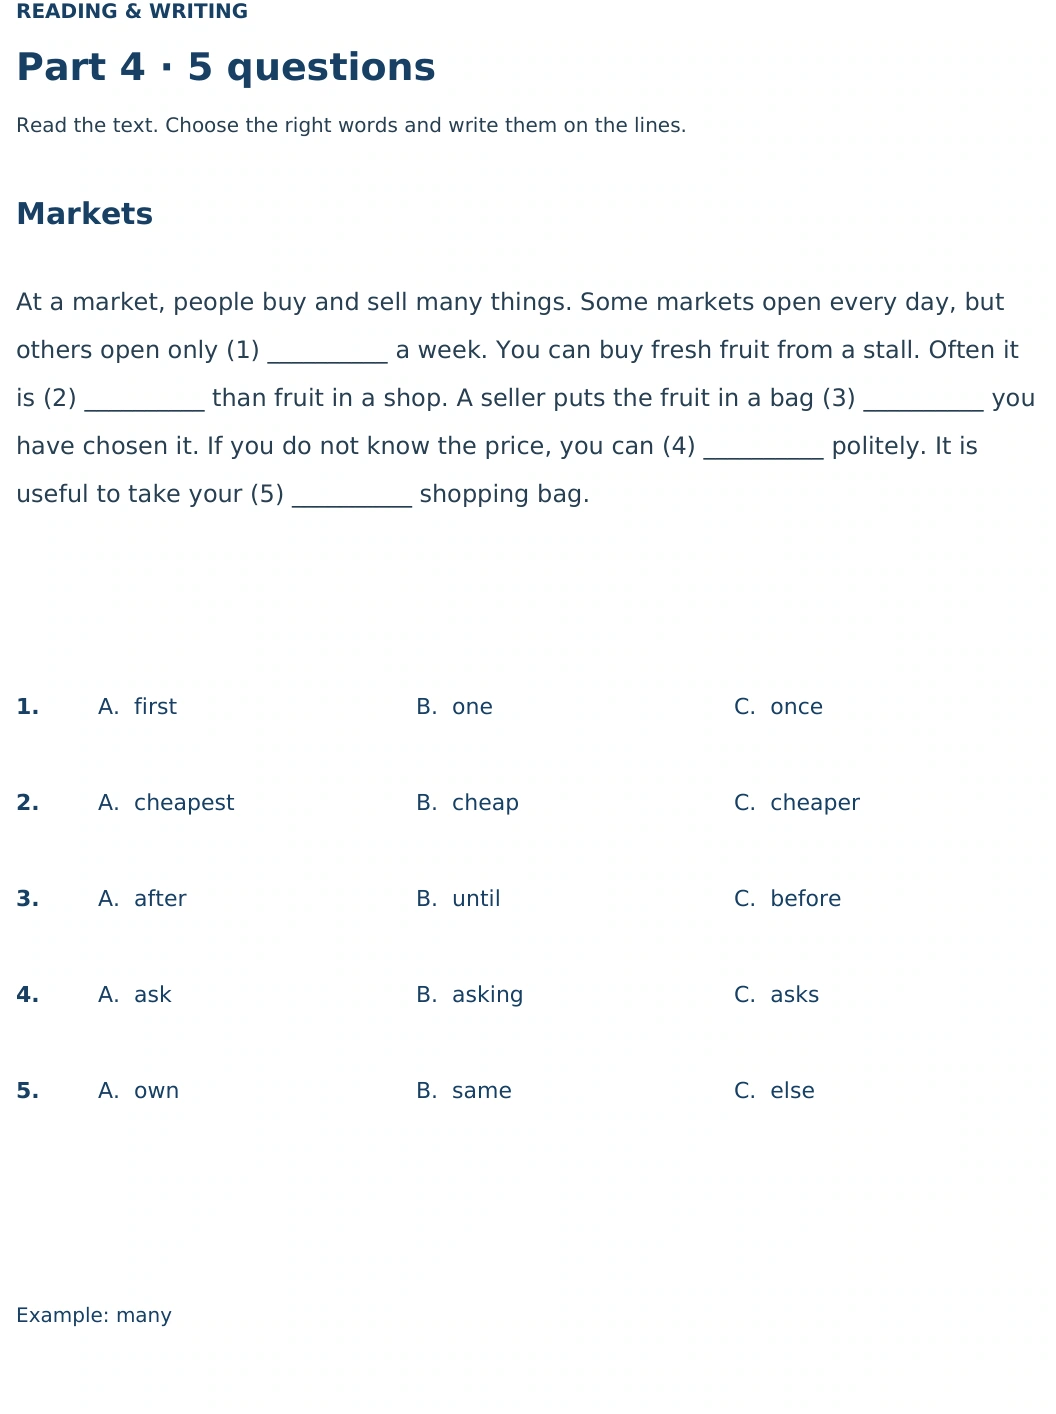 READING & WRITING
Part 4 · 5 questions
Read the text. Choose the right words and write them on the lines.
Markets
At a market, people buy and sell many things. Some markets open every day, but
others open only (1) __________ a week. You can buy fresh fruit from a stall. Often it
is (2) __________ than fruit in a shop. A seller puts the fruit in a bag (3) __________ you
have chosen it. If you do not know the price, you can (4) __________ politely. It is
useful to take your (5) __________ shopping bag.
1. A. first B. one C. once
2. A. cheapest B. cheap C. cheaper
3. A. after B. until C. before
4. A. ask B. asking C. asks
5. A. own B. same C. else
Example: many